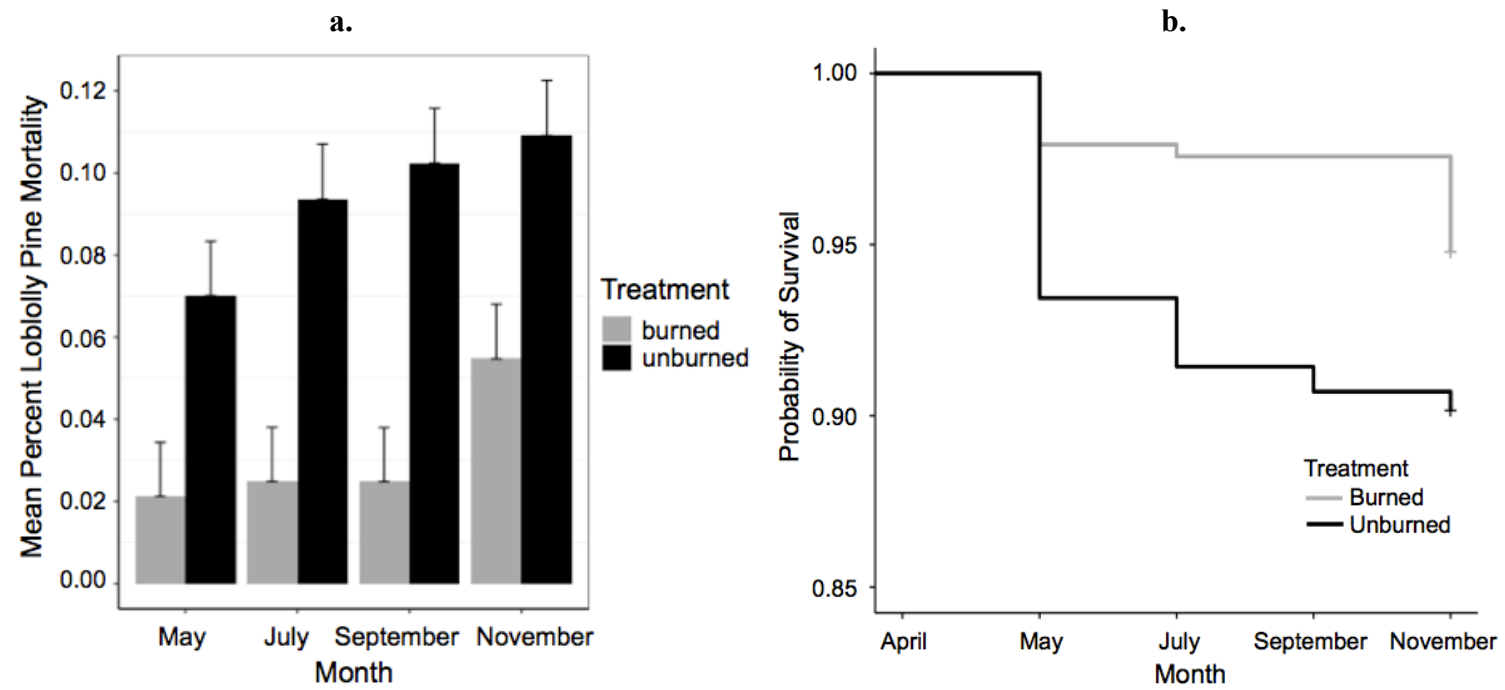 a.
Mean Percent Loblolly Pine Mortality
0.12
0.10
0.08
0.06
0.04
0.02
0.00
May July September November
Month
Treatment
burned
unburned
b.
Probability of Survival
1.00
0.95
0.90
0.85
April May July September November
Month
Treatment
Burned
Unburned